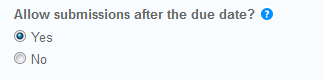 Allow submissions after the due date? ?
Yes
No